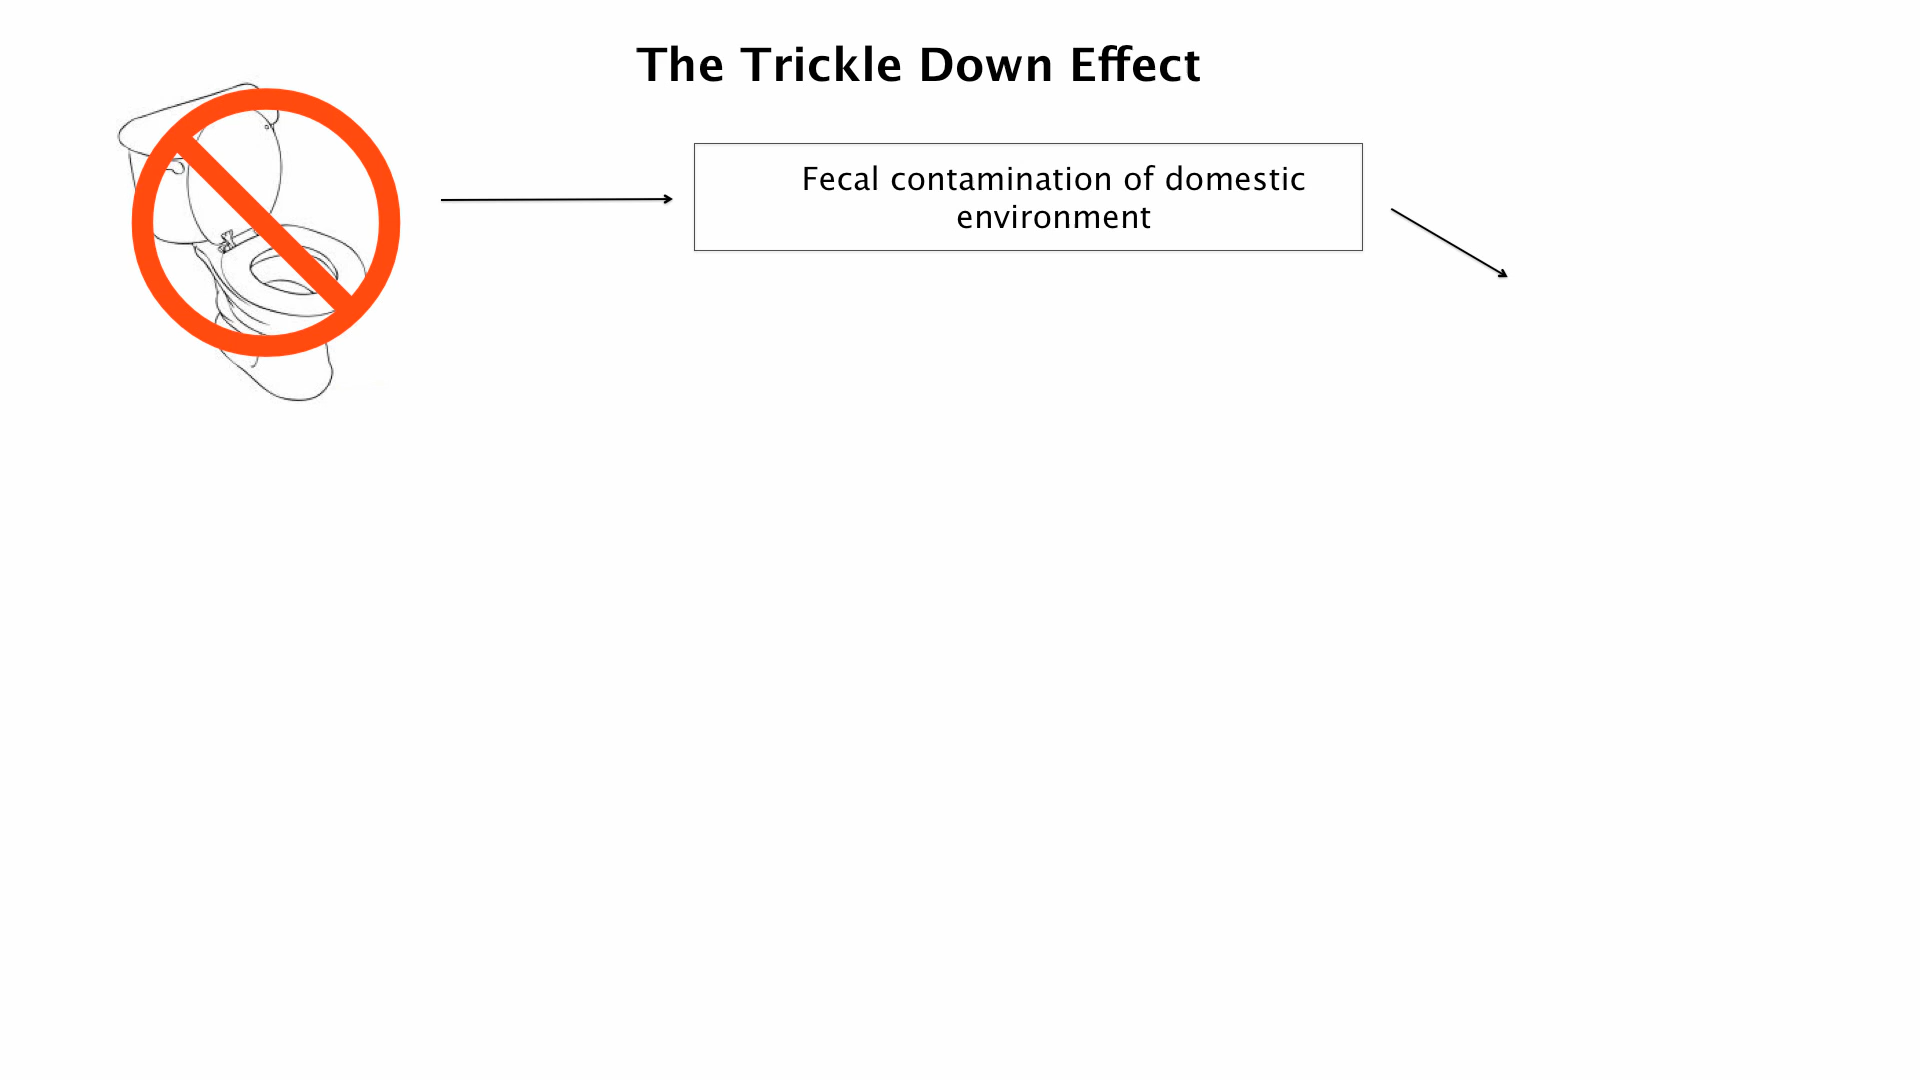 The Trickle Down Effect
Fecal contamination of domestic
environment